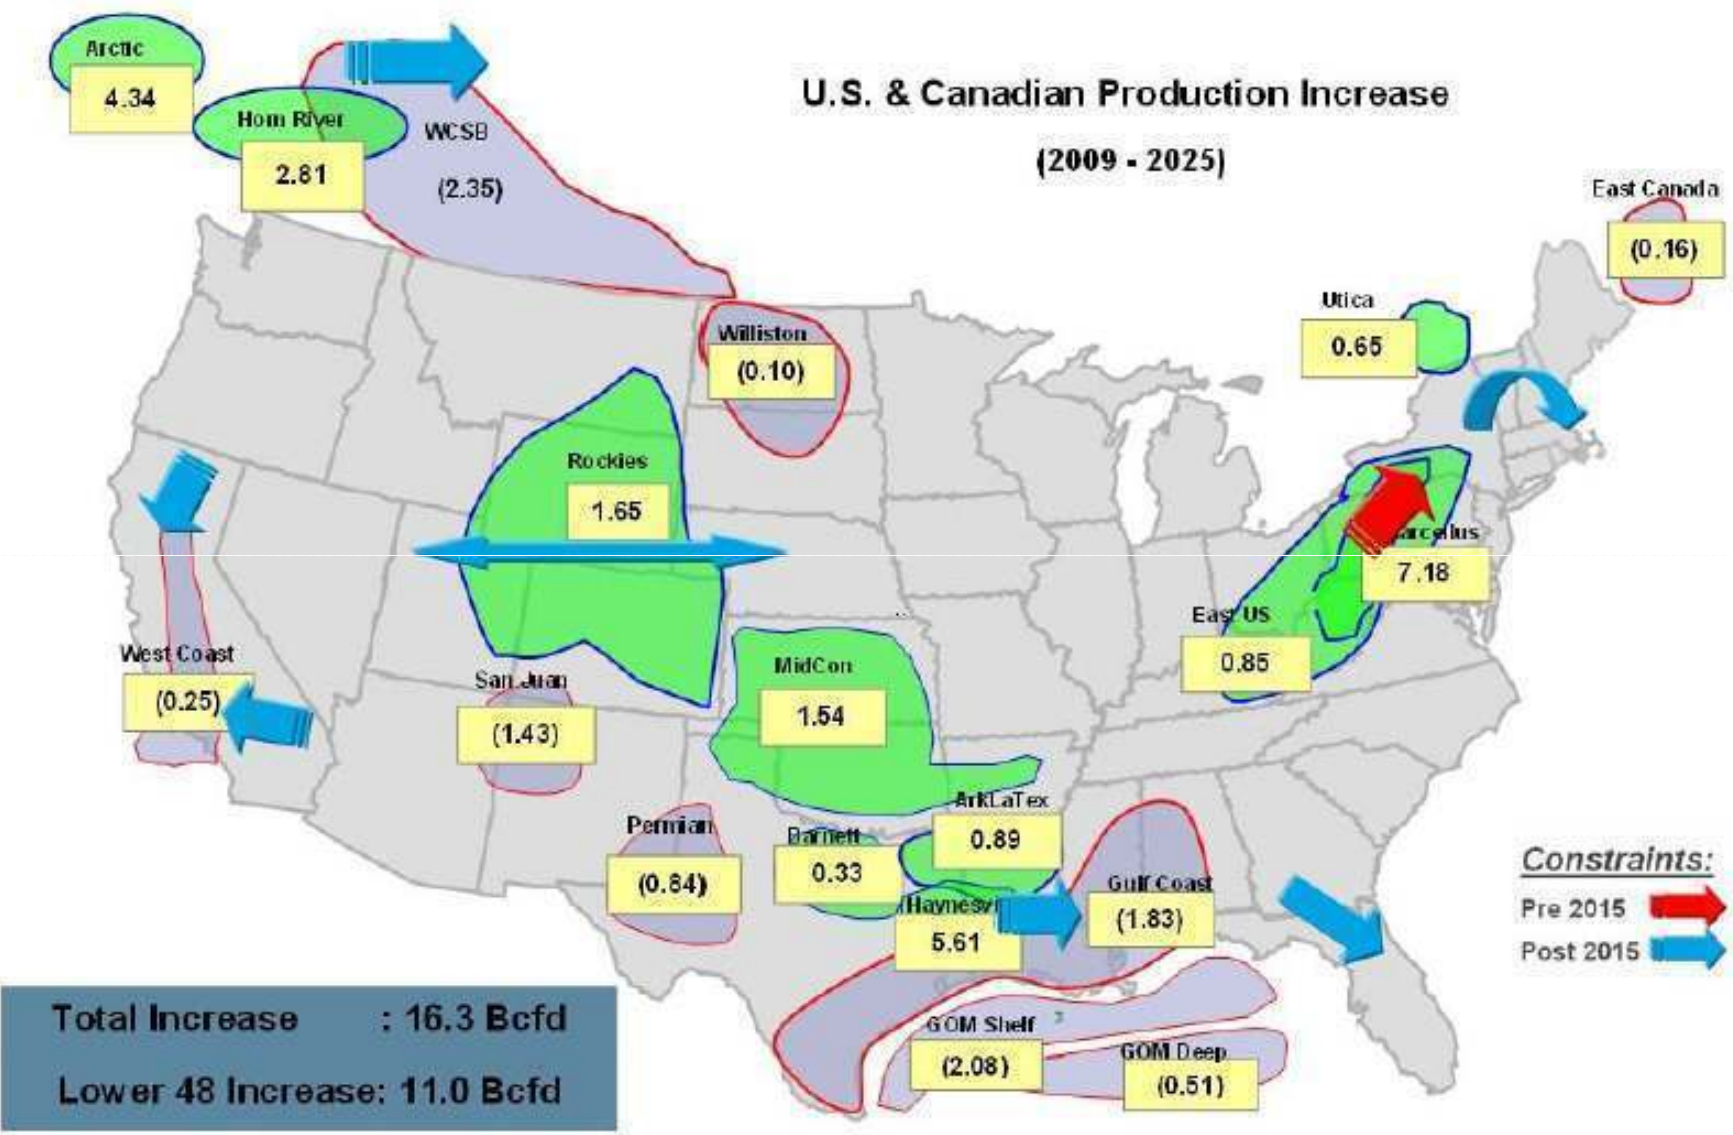 U.S. & Canadian Production Increase
(2009 - 2025)
Arctic
4.34
Horn River
2.81
WCSB
(2.35)
East Canada
(0.16)
Utica
0.65
Williston
(0.10)
Rockies
1.65
arcellus
7.18
East US
0.85
West Coast
(0.25)
San Juan
(1.43)
MidCon
1.54
ArkLaTex
0.89
Permian
(0.84)
Barnett
0.33
Haynesvi
5.61
Gulf Coast
(1.83)
GOM Shelf
(2.08)
GOM Deep
(0.51)
Constraints:
Pre 2015
Post 2015
Total Increase : 16.3 Bcfd
Lower 48 Increase: 11.0 Bcfd